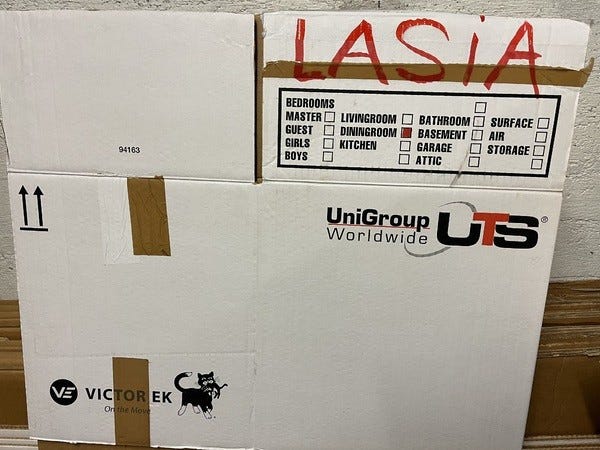 LASiA
BEDROOMS
MASTER LIVINGROOM BATHROOM SURFACE
GUEST DININGROOM BASEMENT AIR
GIRLS KITCHEN GARAGE STORAGE
BOYS ATTIC
94163
UniGroup
Worldwide
UTS®
VE VICTOR EK
On the Move